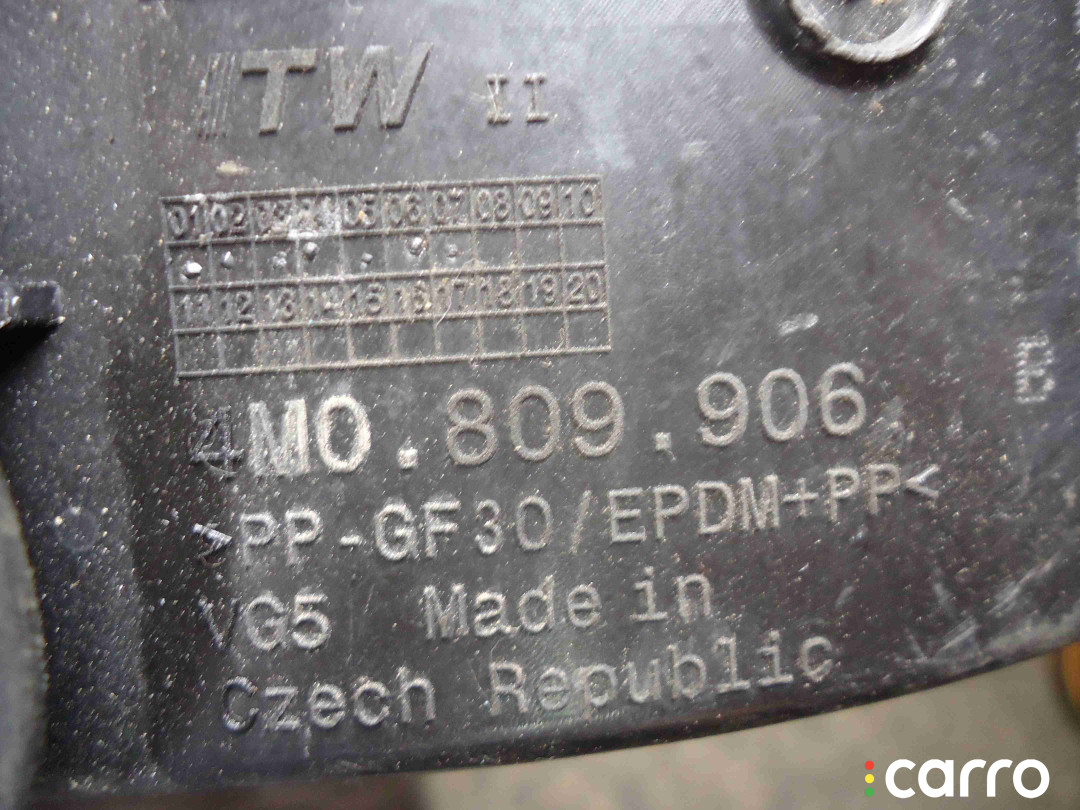 ITW VI
01 02 03 04 05 06 07 08 09 10
11 12 13 14 15 16 17 18 19 20
4M0.809.906
>PP-GF30/EPDM+PP<
VG5 Made in
Czech Republic
carro